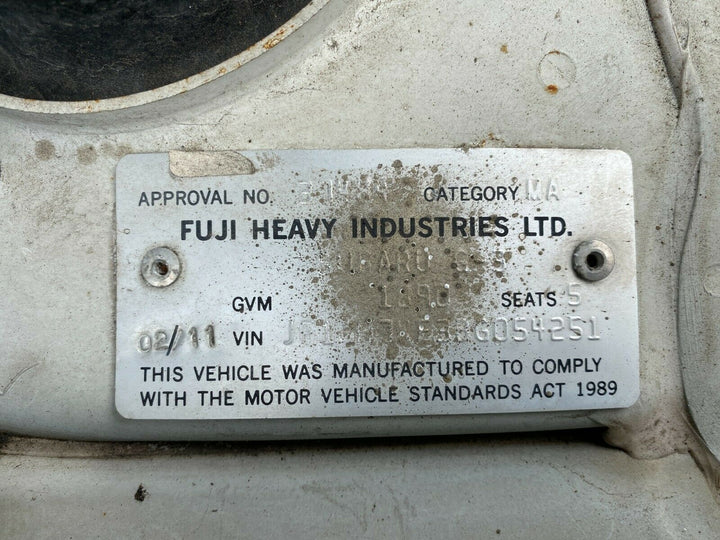 APPROVAL NO. CATEGORY MA
FUJI HEAVY INDUSTRIES LTD.
GVM SEATS 5
02/11 VIN
THIS VEHICLE WAS MANUFACTURED TO COMPLY
WITH THE MOTOR VEHICLE STANDARDS ACT 1989